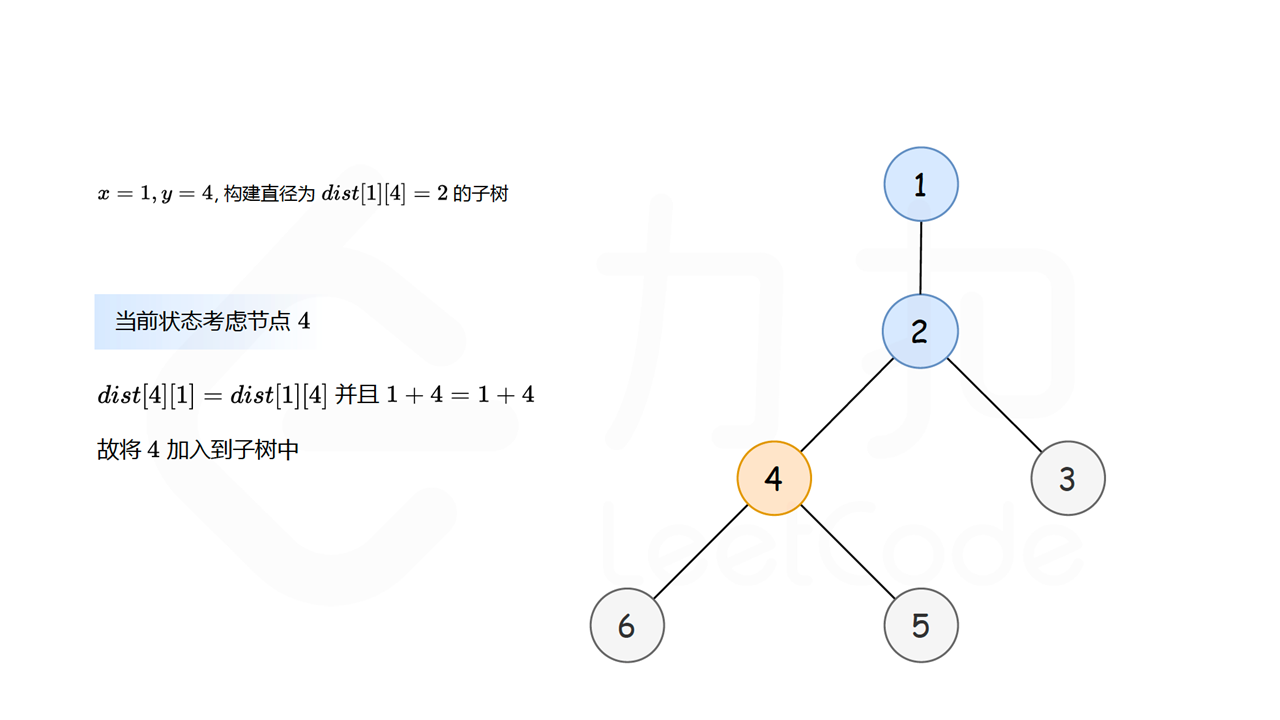 x = 1, y = 4, 构建直径为 dist[1][4] = 2 的子树
当前状态考虑节点 4
dist[4][1] = dist[1][4] 并且 1 + 4 = 1 + 4
故将 4 加入到子树中
1
2
4
3
6
5
力扣
LeetCode